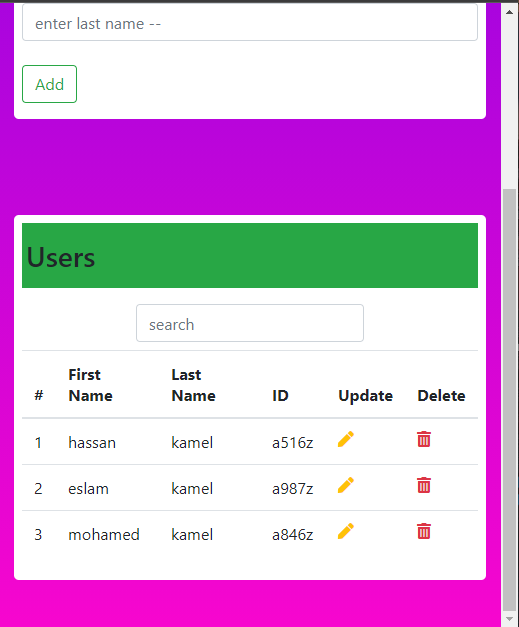 enter last name --
Add
Users
search
# First Name Last Name ID Update Delete
1 hassan kamel a516z
2 eslam kamel a987z
3 mohamed kamel a846z